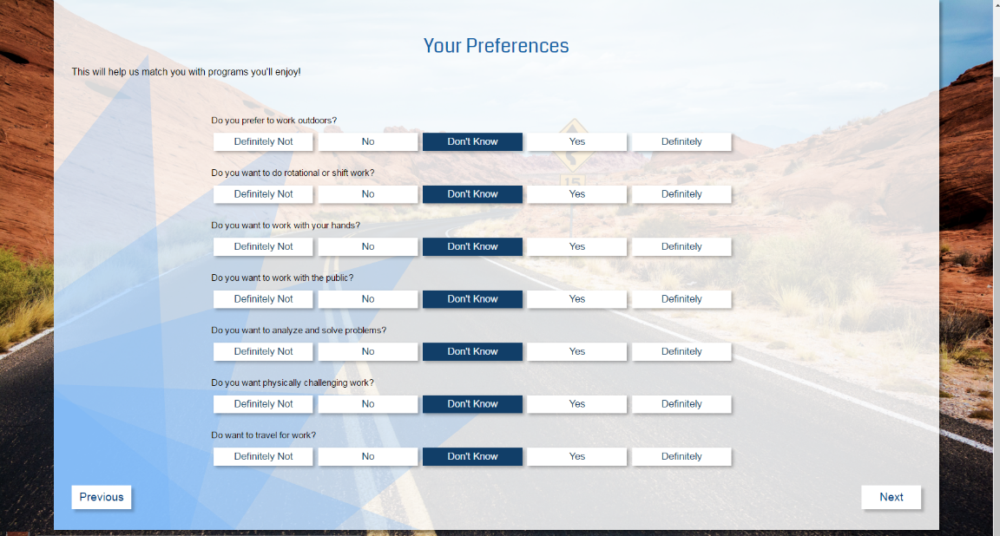 Your Preferences
This will help us match you with programs you'll enjoy!
Do you prefer to work outdoors?
Definitely Not No Don't Know Yes Definitely
Do you want to do rotational or shift work?
15
Definitely Not No Don't Know Yes Definitely
Do you want to work with your hands?
Definitely Not No Don't Know Yes Definitely
Do you want to work with the public?
Definitely Not No Don't Know Yes Definitely
Do you want to analyze and solve problems?
Definitely Not No Don't Know Yes Definitely
Do you want physically challenging work?
Definitely Not No Don't Know Yes Definitely
Do want to travel for work?
Definitely Not No Don't Know Yes Definitely
Previous Next